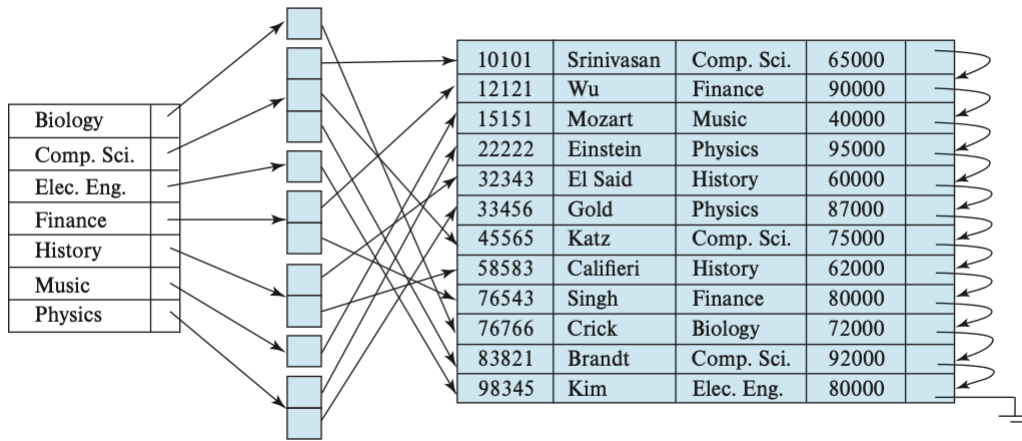 Biology
Comp. Sci.
Elec. Eng.
Finance
History
Music
Physics
10101 Srinivasan Comp. Sci. 65000
12121 Wu Finance 90000
15151 Mozart Music 40000
22222 Einstein Physics 95000
32343 El Said History 60000
33456 Gold Physics 87000
45565 Katz Comp. Sci. 75000
58583 Califieri History 62000
76543 Singh Finance 80000
76766 Crick Biology 72000
83821 Brandt Comp. Sci. 92000
98345 Kim Elec. Eng. 80000